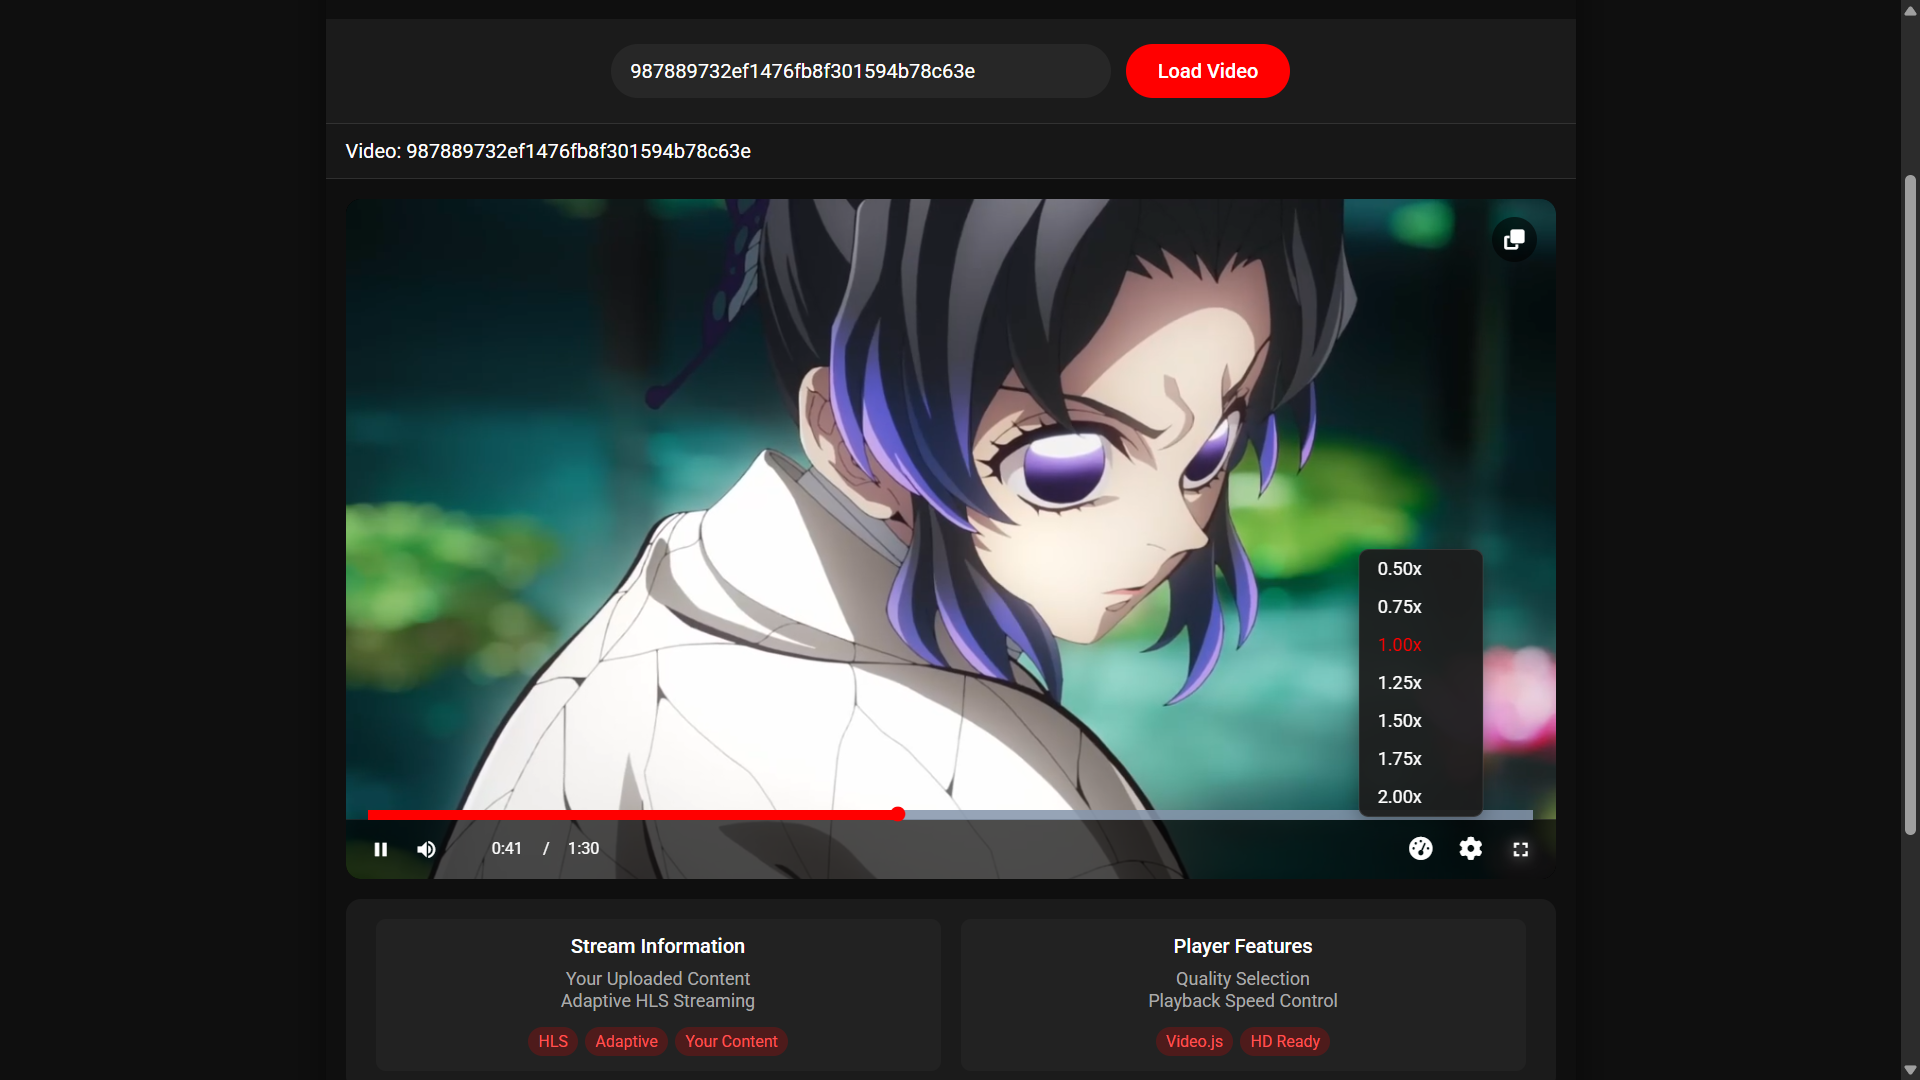 987889732ef1476fb8f301594b78c63e
Load Video
Video: 987889732ef1476fb8f301594b78c63e
0.50x
0.75x
1.00x
1.25x
1.50x
1.75x
2.00x
0:41 / 1:30
Stream Information
Your Uploaded Content
Adaptive HLS Streaming
HLS Adaptive Your Content
Player Features
Quality Selection
Playback Speed Control
Video.js HD Ready